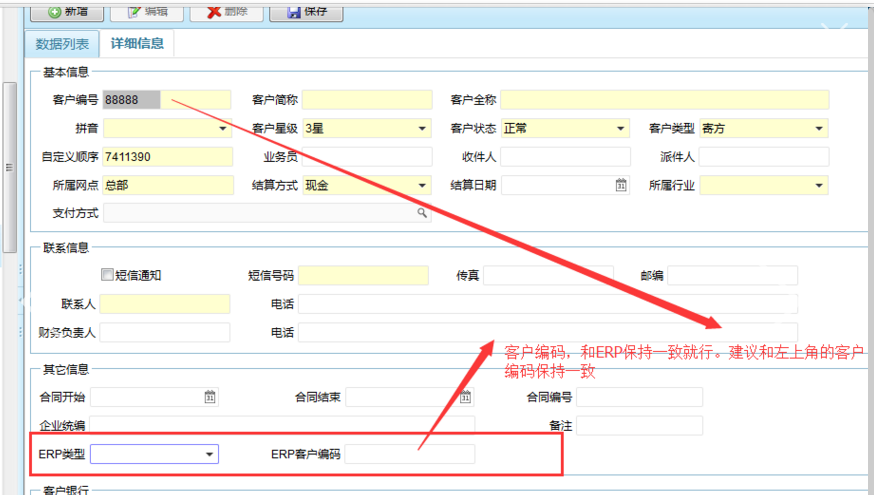 新增 编辑 删除 保存
数据列表 详细信息
基本信息
客户编号 88888 客户简称 客户全称
拼音 客户星级 3星 客户状态 正常 客户类型 寄方
自定义顺序 7411390 业务员 收件人 派件人
所属网点 总部 结算方式 现金 结算日期 所属行业
支付方式
联系信息
短信通知 短信号码 传真 邮编
联系人 电话
财务负责人 电话
客户编码，和ERP保持一致就行。建议和左上角的客户
编码保持一致
其它信息
合同开始 合同结束 合同编号
企业统编 备注
ERP类型 ERP客户编码
客户银行